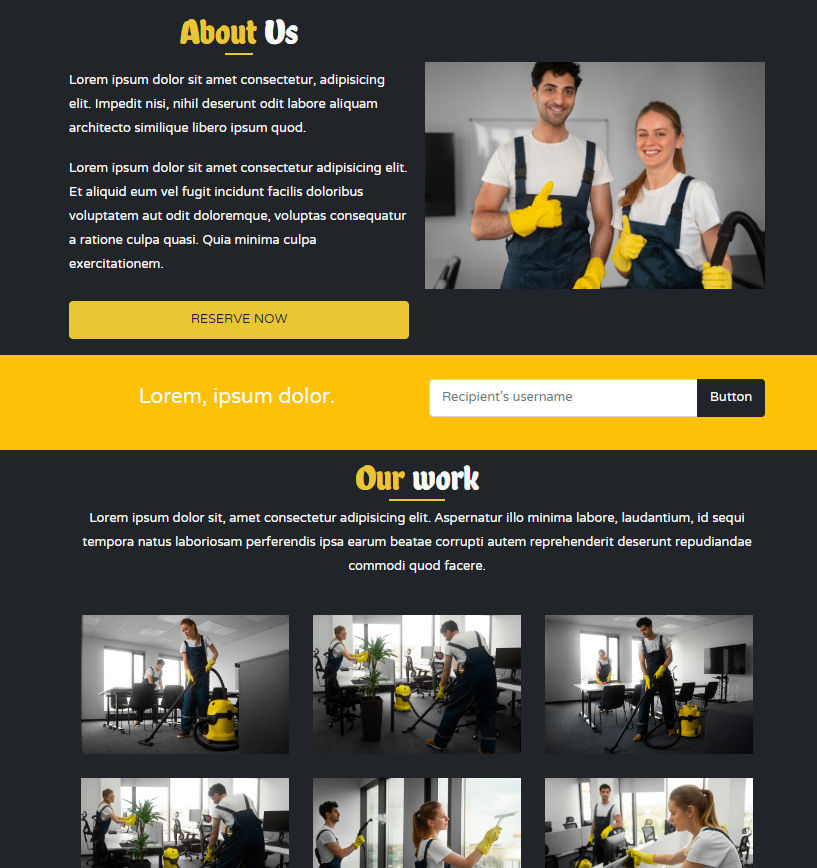 About Us
Lorem ipsum dolor sit amet consectetur, adipisicing
elit. Impedit nisi, nihil deserunt odit labore aliquam
architecto similique libero ipsum quod.
Lorem ipsum dolor sit amet consectetur adipisicing elit.
Et aliquid eum vel fugit incidunt facilis doloribus
voluptatem aut odit doloremque, voluptas consequatur
a ratione culpa quasi. Quia minima culpa
exercitationem.
RESERVE NOW
Lorem, ipsum dolor.
Recipient's username
Button
Our work
Lorem ipsum dolor sit, amet consectetur adipisicing elit. Aspernatur illo minima labore, laudantium, id sequi
tempora natus laboriosam perferendis ipsa earum beatae corrupti autem reprehenderit deserunt repudiandae
commodi quod facere.